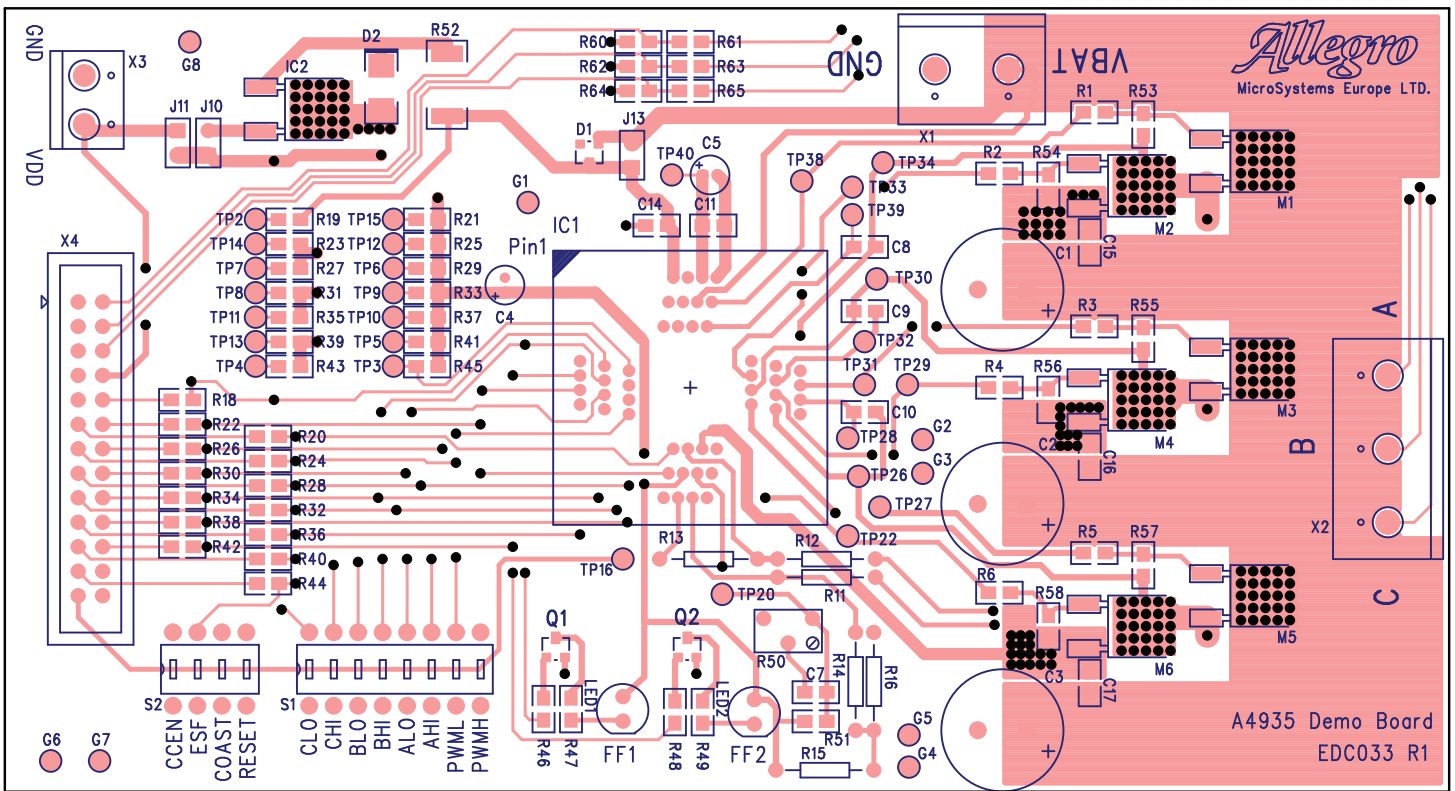 GND
X3
G8
IC2
D2
R52
R60
R61
R62
R63
R64
R65
GND
VBAT
X1
Allegro
MicroSystems Europe LTD.
J11
J10
VDD
D1
J13
TP40
C5
TP38
TP34
TP33
TP39
R1
R53
R2
R54
M1
M2
G1
IC1
Pin1
C14
C11
C8
C1
C15
X4
TP2
R19
TP15
R21
TP14
R23
TP12
R25
TP7
R27
TP6
R29
TP8
R31
TP9
R33
TP11
R35
TP10
R37
TP13
R39
TP5
R41
TP4
R43
TP3
R45
C4
TP30
C9
TP32
TP31
TP29
C10
TP28
G2
G3
TP26
TP27
TP22
R3
R55
R4
R56
M3
M4
C2
C16
A
B
C
X2
R18
R22
R20
R26
R24
R30
R28
R34
R32
R38
R36
R42
R40
R44
TP16
R13
R12
R11
TP20
R5
R57
R6
R58
M5
M6
C3
C17
Q1
Q2
R50
R14
R16
C7
R51
R15
LED1
LED2
S2
S1
CCEN
ESF
COAST
RESET
CLO
CHI
BLO
BHI
ALO
AHI
PWML
PWMH
R46
R47
FF1
R48
R49
FF2
G6
G7
G5
G4
A4935 Demo Board
EDC033 R1